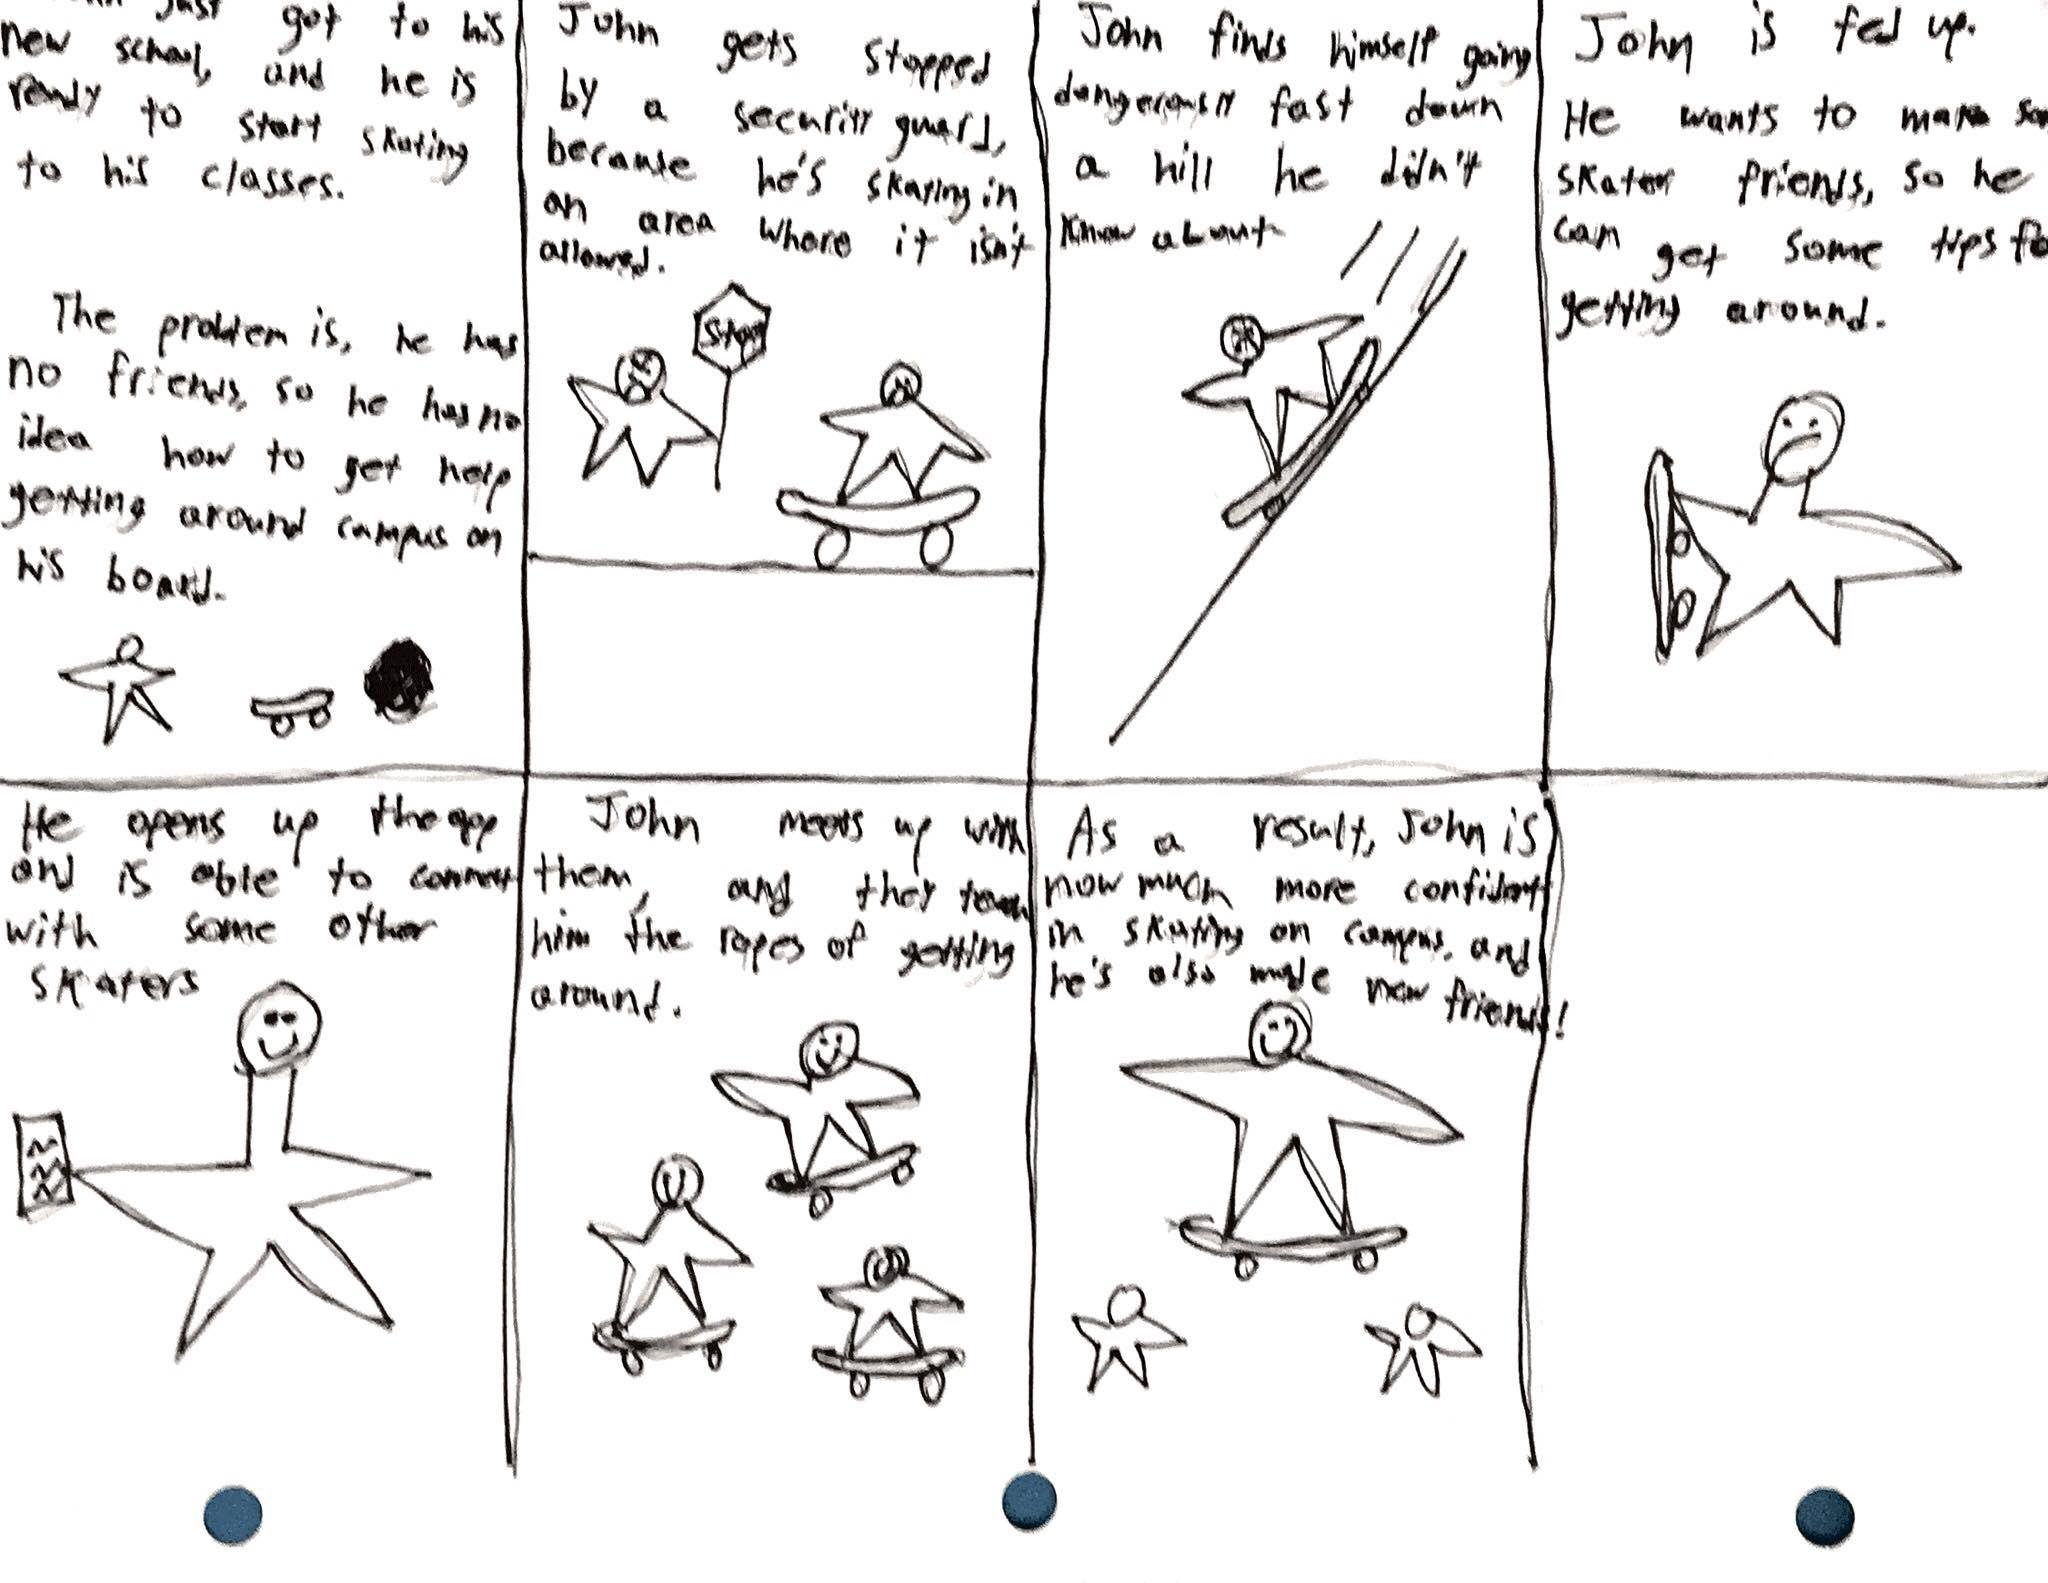 just got to his
new school, and he is
ready to start skating
to his classes.
The problem is, he has
no friends, so he has no
idea how to get help
getting around campus on
his board.
John gets stopped
by a security guard,
because he's skating in
an area where it isn't
allowed.
Stop
John finds himself going
dangerously fast down
a hill he didn't
know about
John is fed up.
He wants to make
skater friends, so he
can get some tips
getting around.
He opens up the app
and is able to connect
with some other
skaters
John meets up with
them, and they teach
him the ropes of getting
around.
As a result, John is
now much more confident
in skating on campus, and
he's also made new friends!